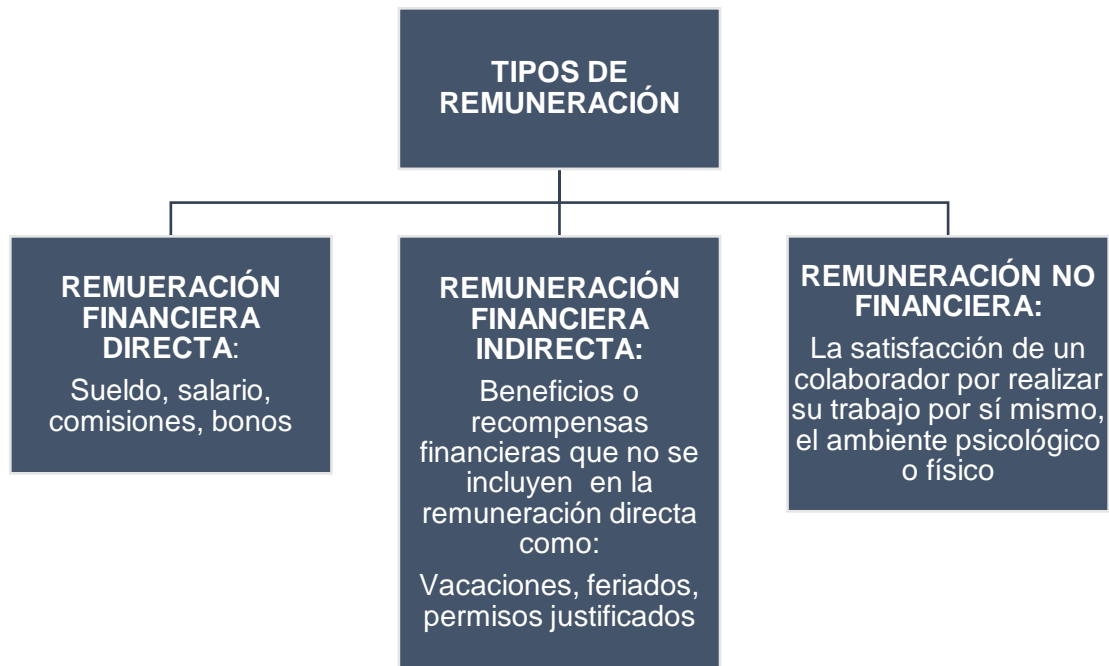 TIPOS DE
REMUNERACIÓN
REMUERACIÓN
FINANCIERA
DIRECTA:
Sueldo, salario,
comisiones, bonos
REMUNERACIÓN
FINANCIERA
INDIRECTA:
Beneficios o
recompensas
financieras que no se
incluyen en la
remuneración directa
como:
Vacaciones, feriados,
permisos justificados
REMUNERACIÓN NO
FINANCIERA:
La satisfacción de un
colaborador por realizar
su trabajo por sí mismo,
el ambiente psicológico
o físico